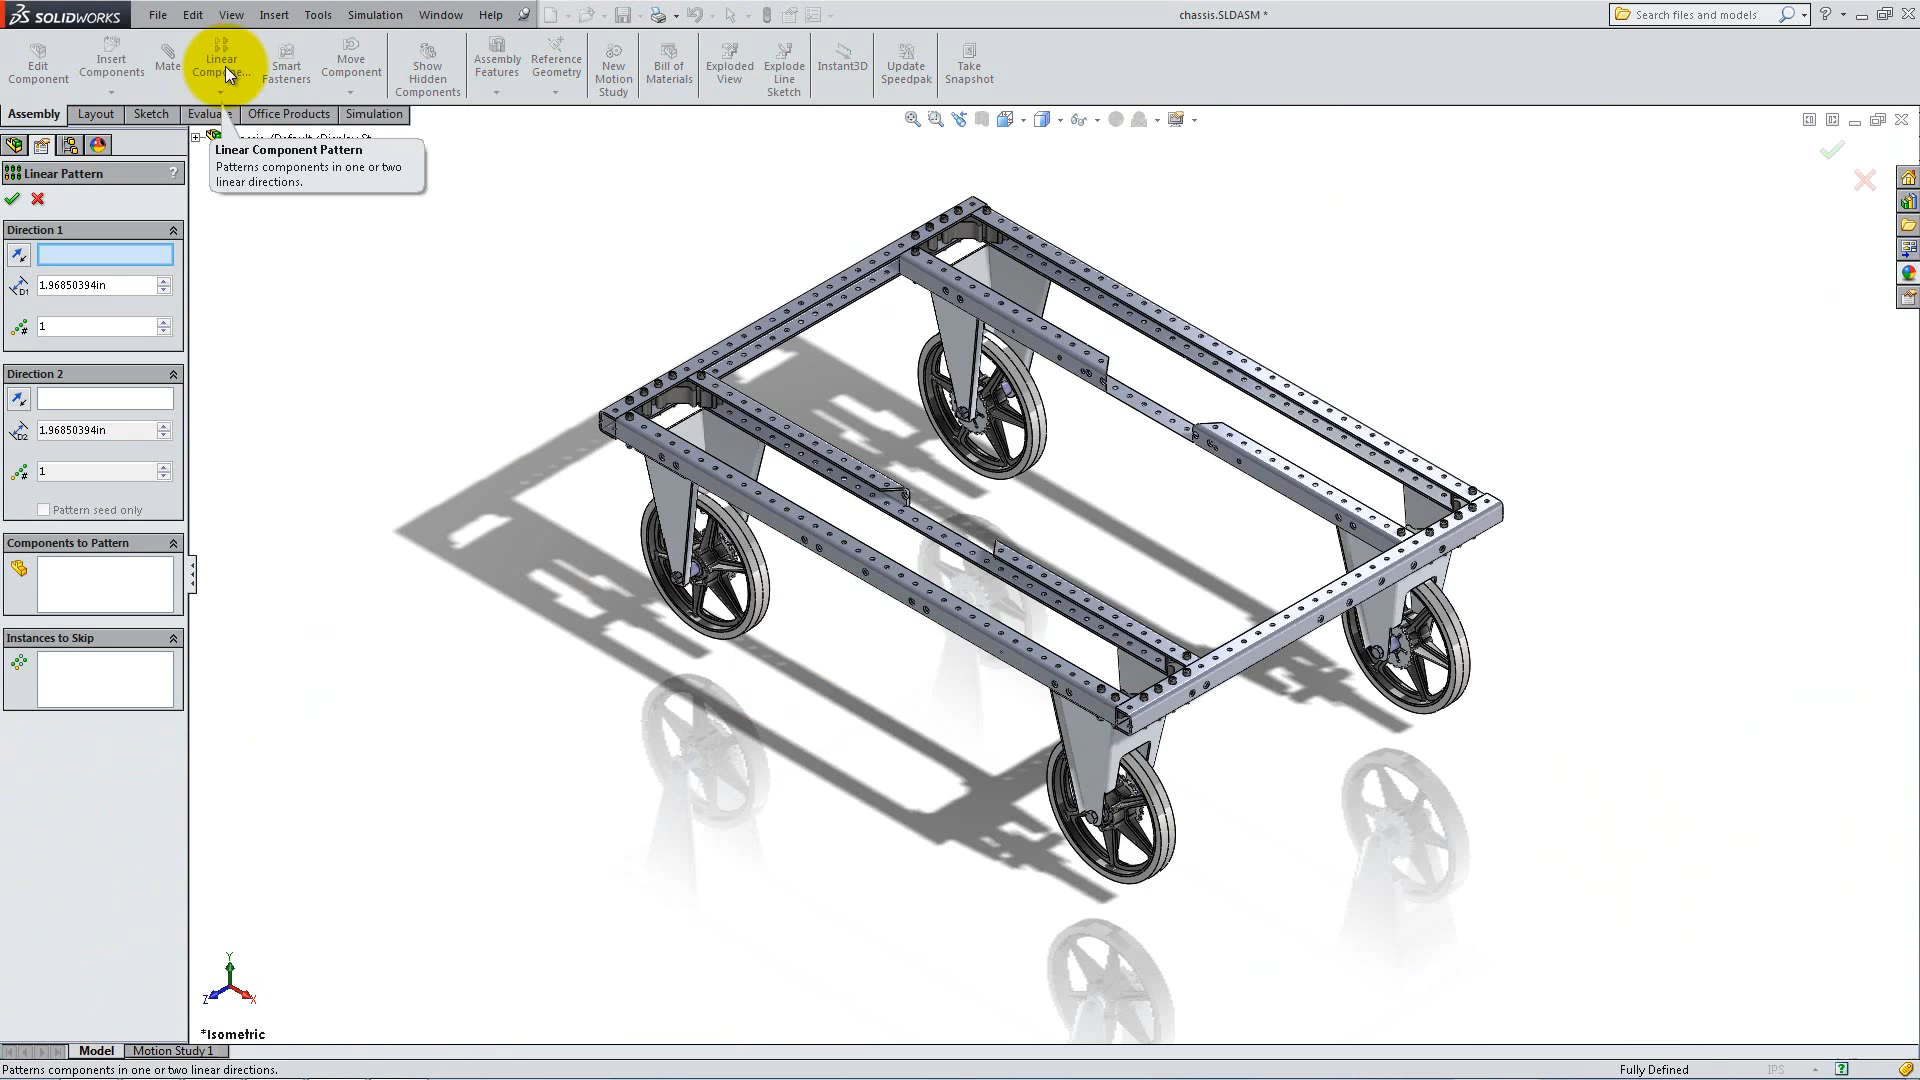 SOLIDWORKS File Edit View Insert Tools Simulation Window Help chassis.SLDASM * Search files and models
Edit Component
Insert Components
Mate
Linear Compone...
Smart Fasteners
Move Component
Show Hidden Components
Assembly Features
Reference Geometry
New Motion Study
Bill of Materials
Exploded View
Explode Line Sketch
Instant3D
Update Speedpak
Take Snapshot
Assembly Layout Sketch Evaluate Office Products Simulation
Linear Component Pattern
Patterns components in one or two
linear directions.
Linear Pattern ?
Direction 1
1.96850394in
1
Direction 2
1.96850394in
1
Pattern seed only
Components to Pattern
Instances to Skip
Y
Z X
*Isometric
Model Motion Study 1
Patterns components in one or two linear directions. Fully Defined IPS